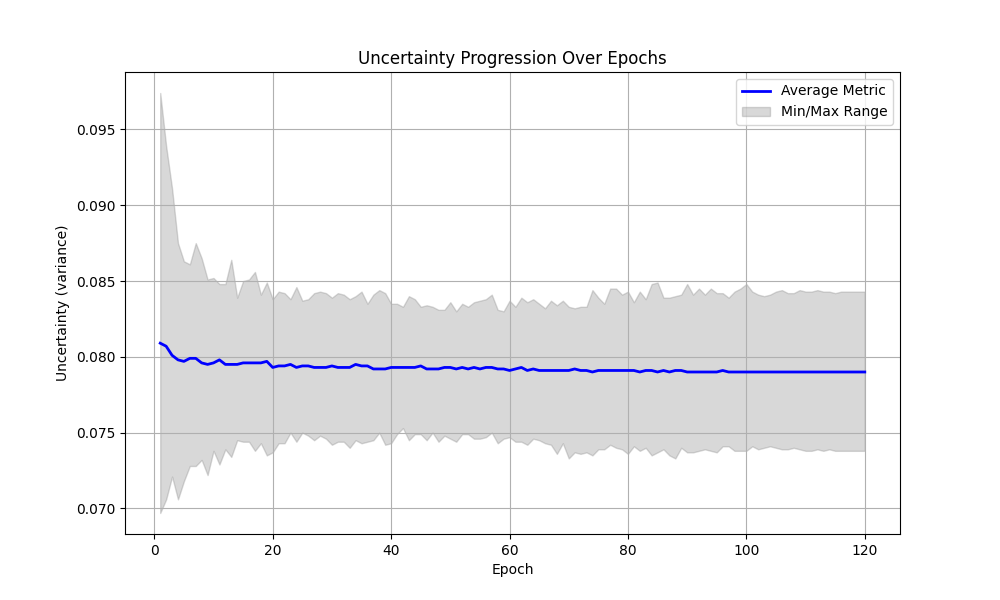 Uncertainty Progression Over Epochs
Average Metric
Min/Max Range
Uncertainty (variance)
0.095
0.090
0.085
0.080
0.075
0.070
0 20 40 60 80 100 120
Epoch